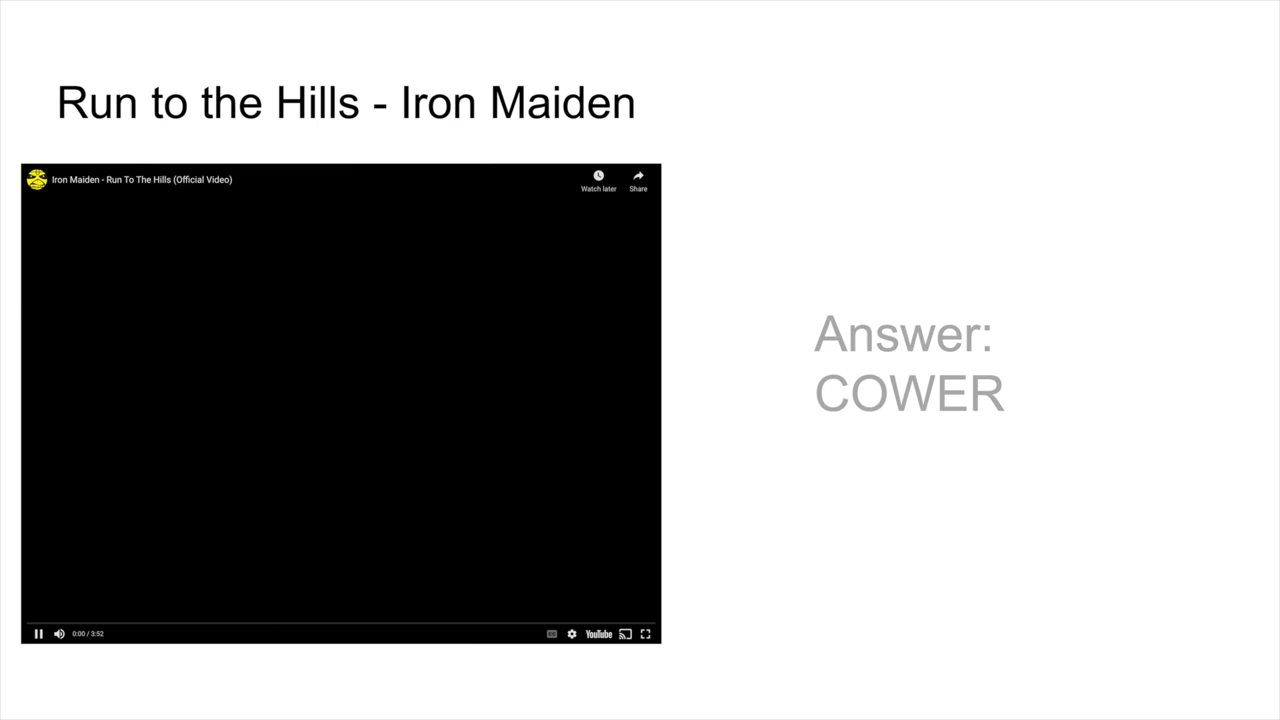 Run to the Hills - Iron Maiden
Iron Maiden - Run To The Hills (Official Video)
Watch later
Share
Answer:
COWER
0:00 / 3:52
CC
YouTube